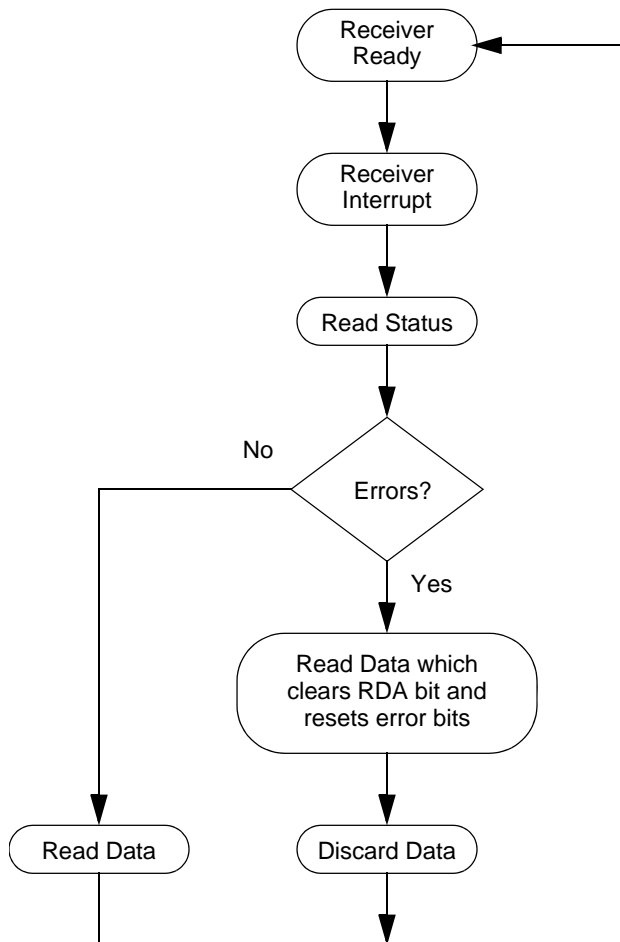 Receiver
Ready
Receiver
Interrupt
Read Status
No
Errors?
Yes
Read Data which
clears RDA bit and
resets error bits
Read Data
Discard Data